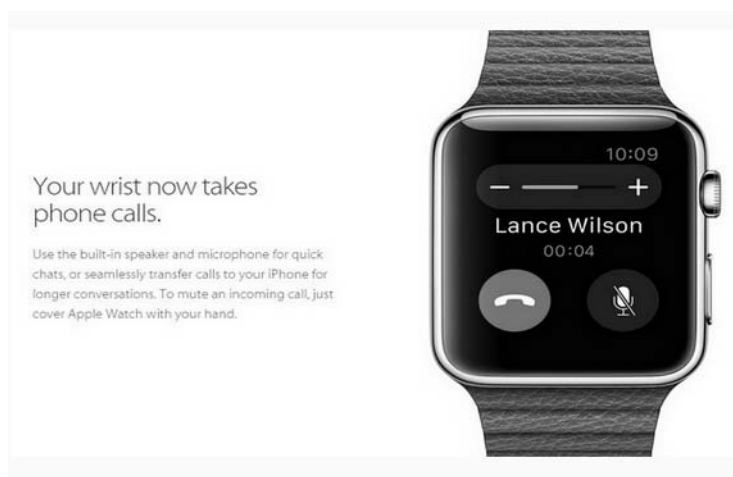 Your wrist now takes
phone calls.
Use the built-in speaker and microphone for quick
chats, or seamlessly transfer calls to your iPhone for
longer conversations. To mute an incoming call, just
cover Apple Watch with your hand.
10:09
Lance Wilson
00:04